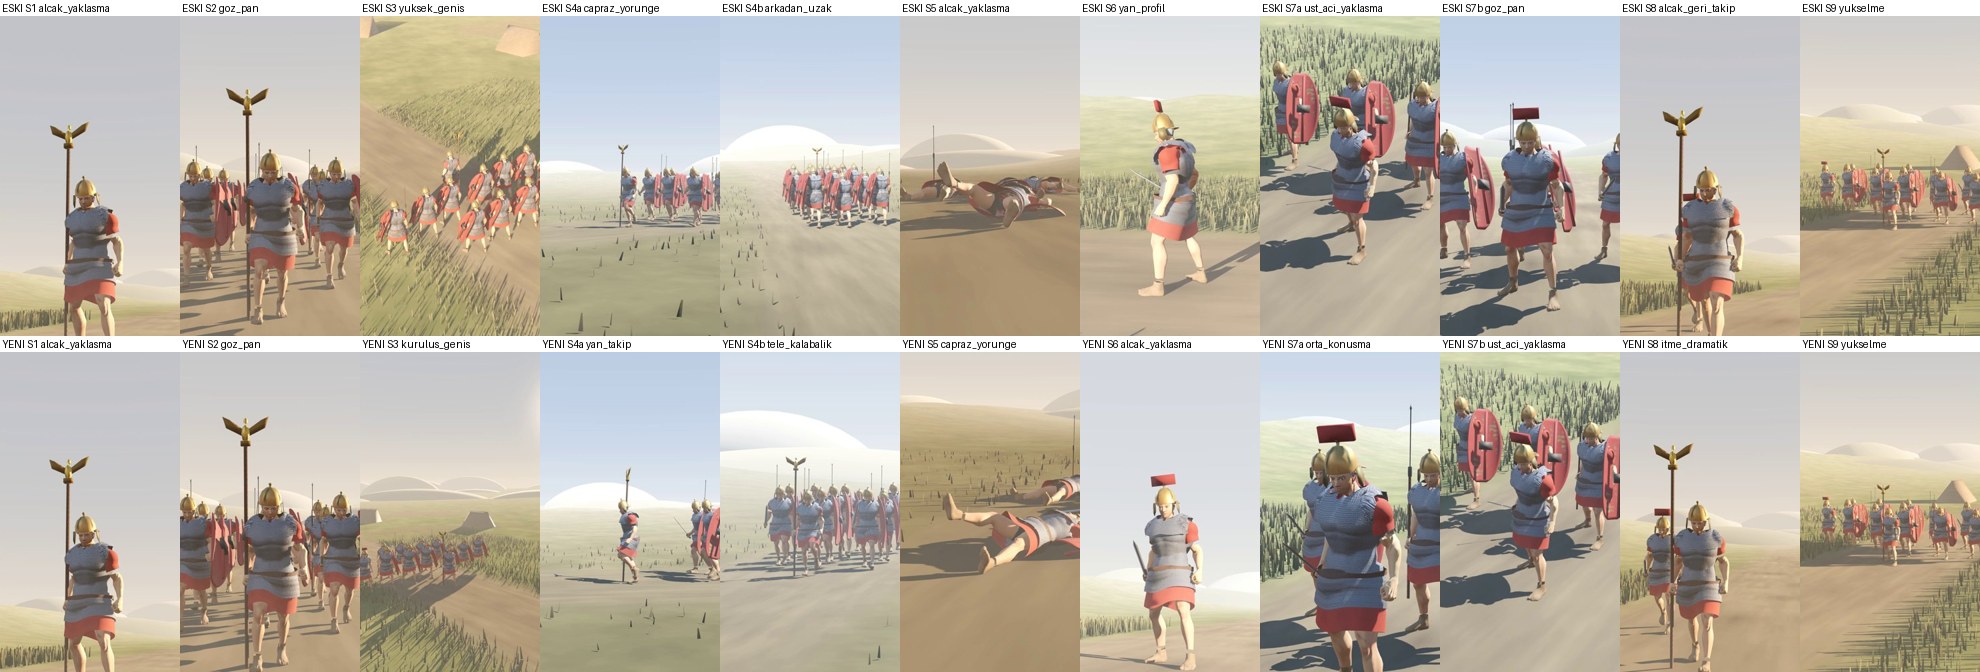 ESKI S1 alcak_yaklasma
ESKI S2 goz_pan
ESKI S3 yuksek_genis
ESKI S4a capraz_yorunge
ESKI S4b arkadan_uzak
ESKI S5 alcak_yaklasma
ESKI S6 yan_profil
ESKI S7a ust_aci_yaklasma
ESKI S7b goz_pan
ESKI S8 alcak_geri_takip
ESKI S9 yukselme
YENI S1 alcak_yaklasma
YENI S2 goz_pan
YENI S3 kurulus_genis
YENI S4a yan_takip
YENI S4b tele_kalabalik
YENI S5 capraz_yorunge
YENI S6 alcak_yaklasma
YENI S7a orta_konusma
YENI S7b ust_aci_yaklasma
YENI S8 itme_dramatik
YENI S9 yukselme